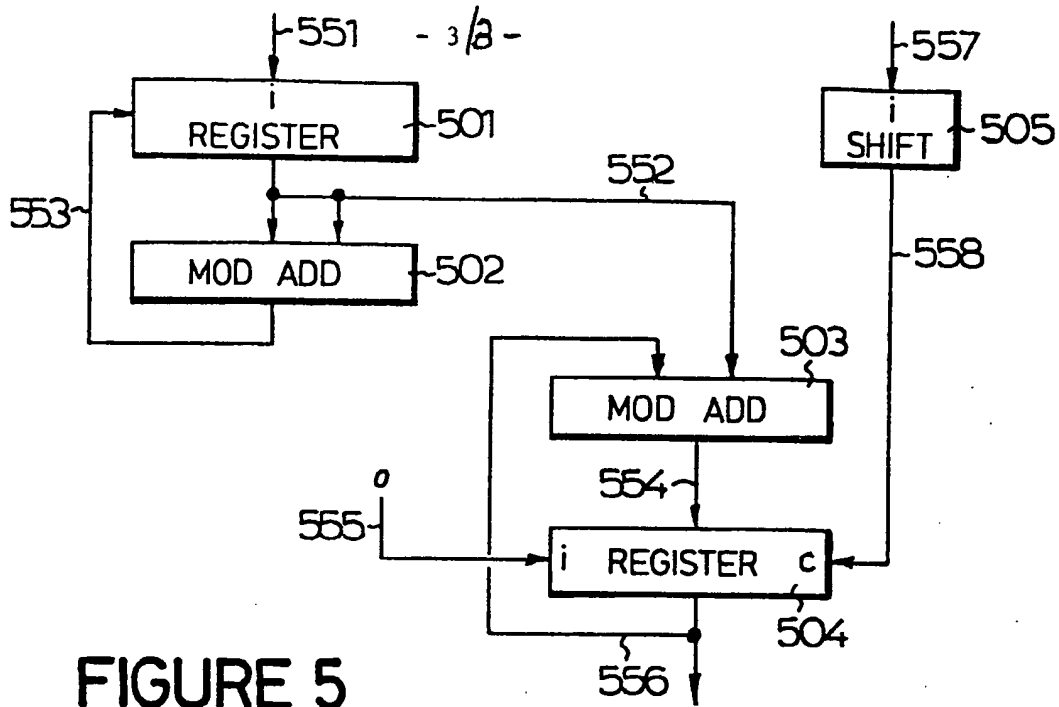 551
- 3/8 -
557
i
REGISTER
501
i
SHIFT
505
552
553
MOD ADD
502
558
503
MOD ADD
0
554
555
i REGISTER c
504
556
FIGURE 5